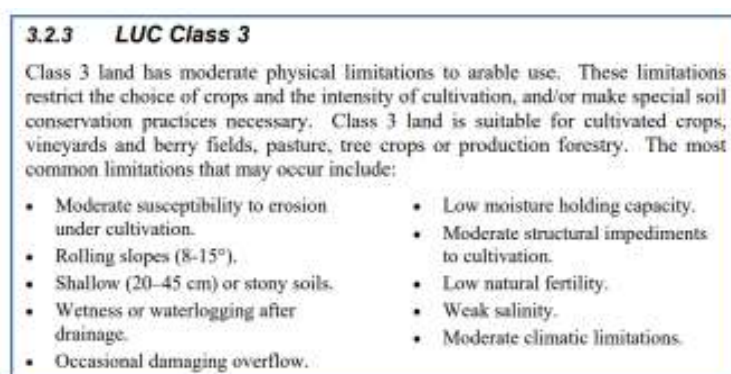 3.2.3 LUC Class 3
Class 3 land has moderate physical limitations to arable use. These limitations
restrict the choice of crops and the intensity of cultivation, and/or make special soil
conservation practices necessary. Class 3 land is suitable for cultivated crops,
vineyards and berry fields, pasture, tree crops or production forestry. The most
common limitations that may occur include:
• Moderate susceptibility to erosion
under cultivation.
• Rolling slopes (8-15°).
• Shallow (20–45 cm) or stony soils.
• Wetness or waterlogging after
drainage.
• Occasional damaging overflow.
• Low moisture holding capacity.
• Moderate structural impediments
to cultivation.
• Low natural fertility.
• Weak salinity.
• Moderate climatic limitations.